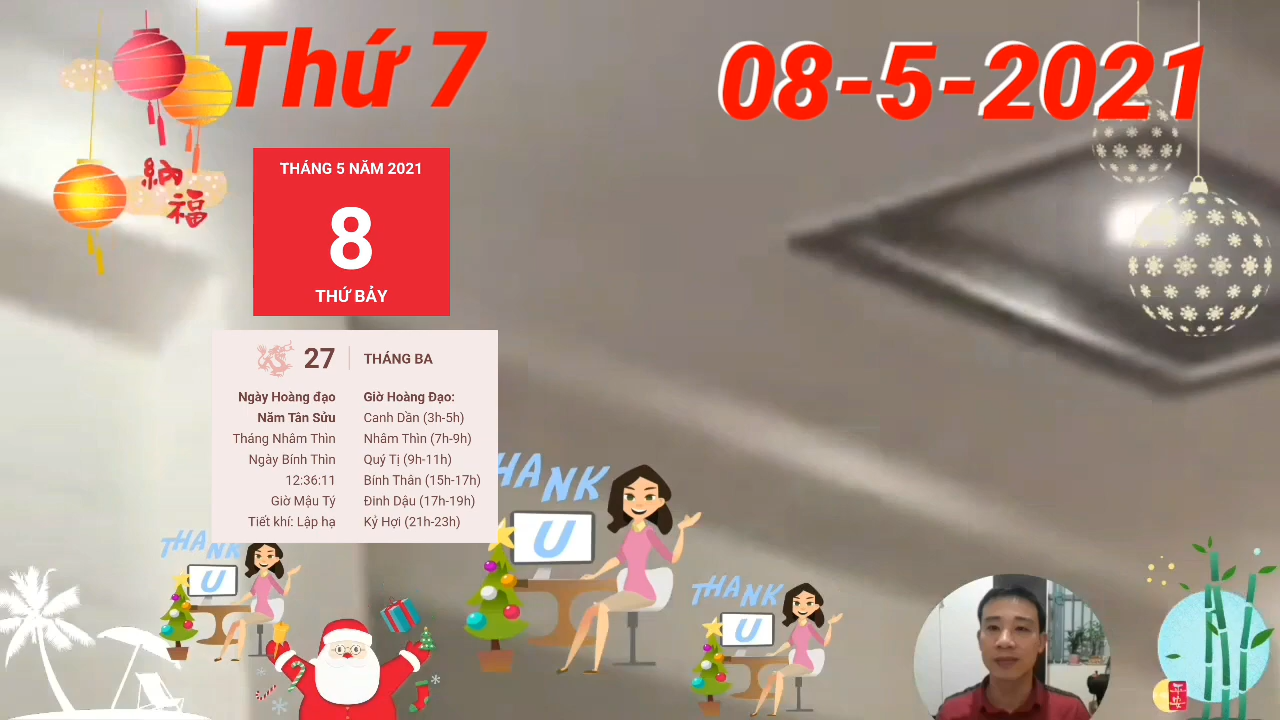 Thứ 7
08-5-2021
納
福
THÁNG 5 NĂM 2021
8
THỨ BẢY
27
THÁNG BA
Ngày Hoàng đạo
Năm Tân Sửu
Tháng Nhâm Thìn
Ngày Bính Thìn
12:36:11
Giờ Mậu Tý
Tiết khí: Lập hạ
Giờ Hoàng Đạo:
Canh Dần (3h-5h)
Nhâm Thìn (7h-9h)
Quý Tị (9h-11h)
Bính Thân (15h-17h)
Đinh Dậu (17h-19h)
Kỷ Hợi (21h-23h)
HANK
U
THANK
U
THANK
U